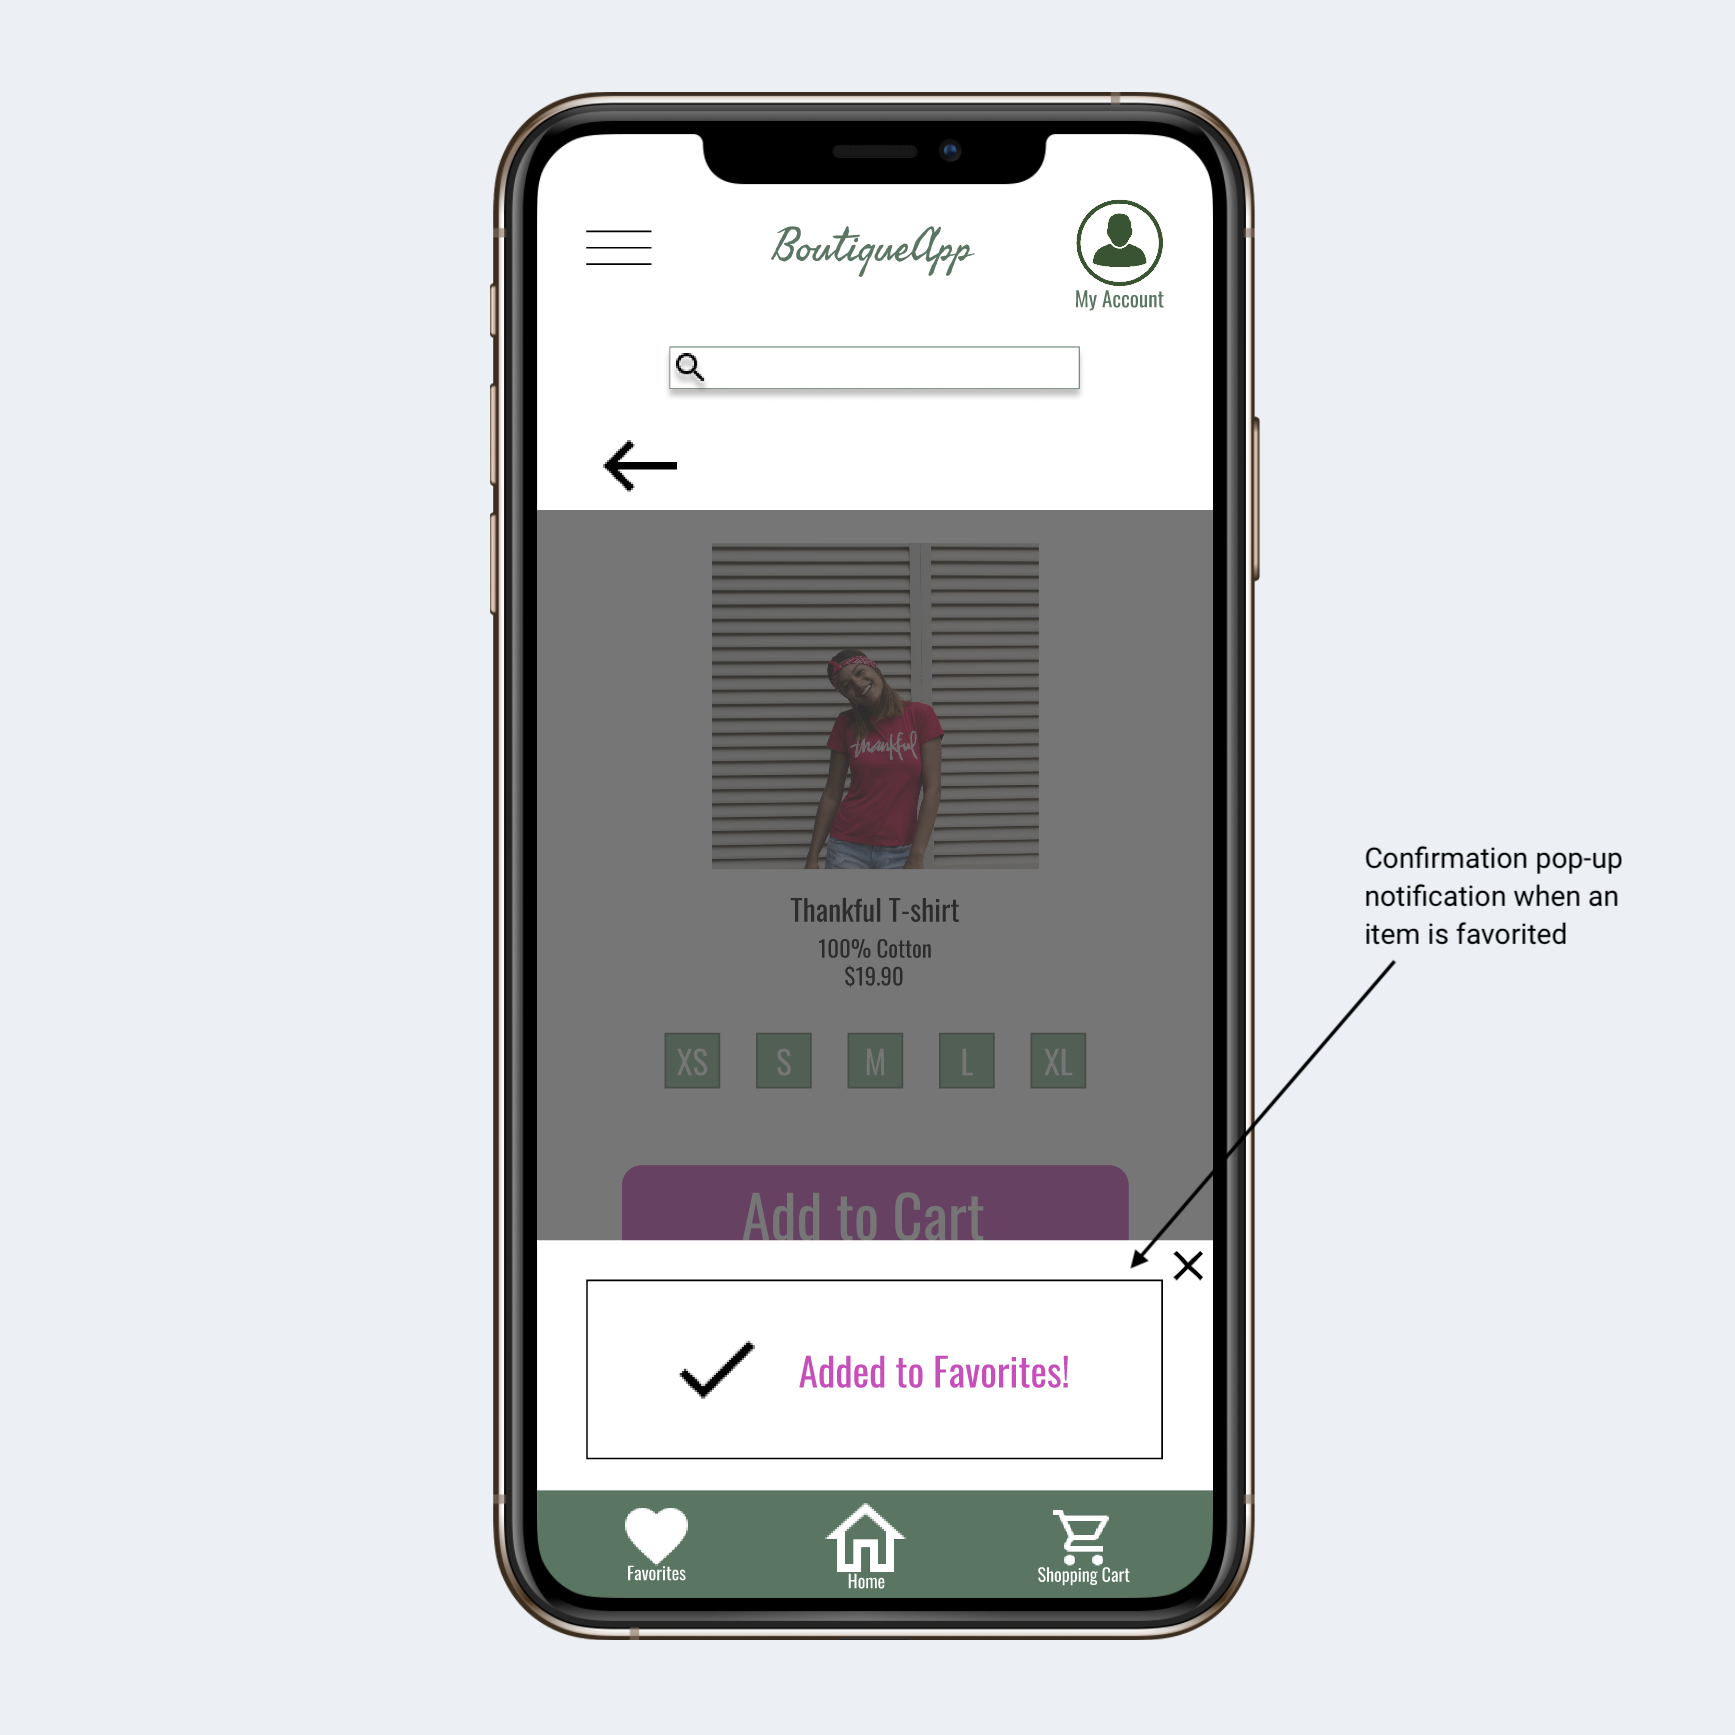 BoutiqueApp
My Account
thankful
Thankful T-shirt
100% Cotton
$19.90
XS S M L XL
Add to Cart
Confirmation pop-up
notification when an
item is favorited
Added to Favorites!
Favorites
Home
Shopping Cart